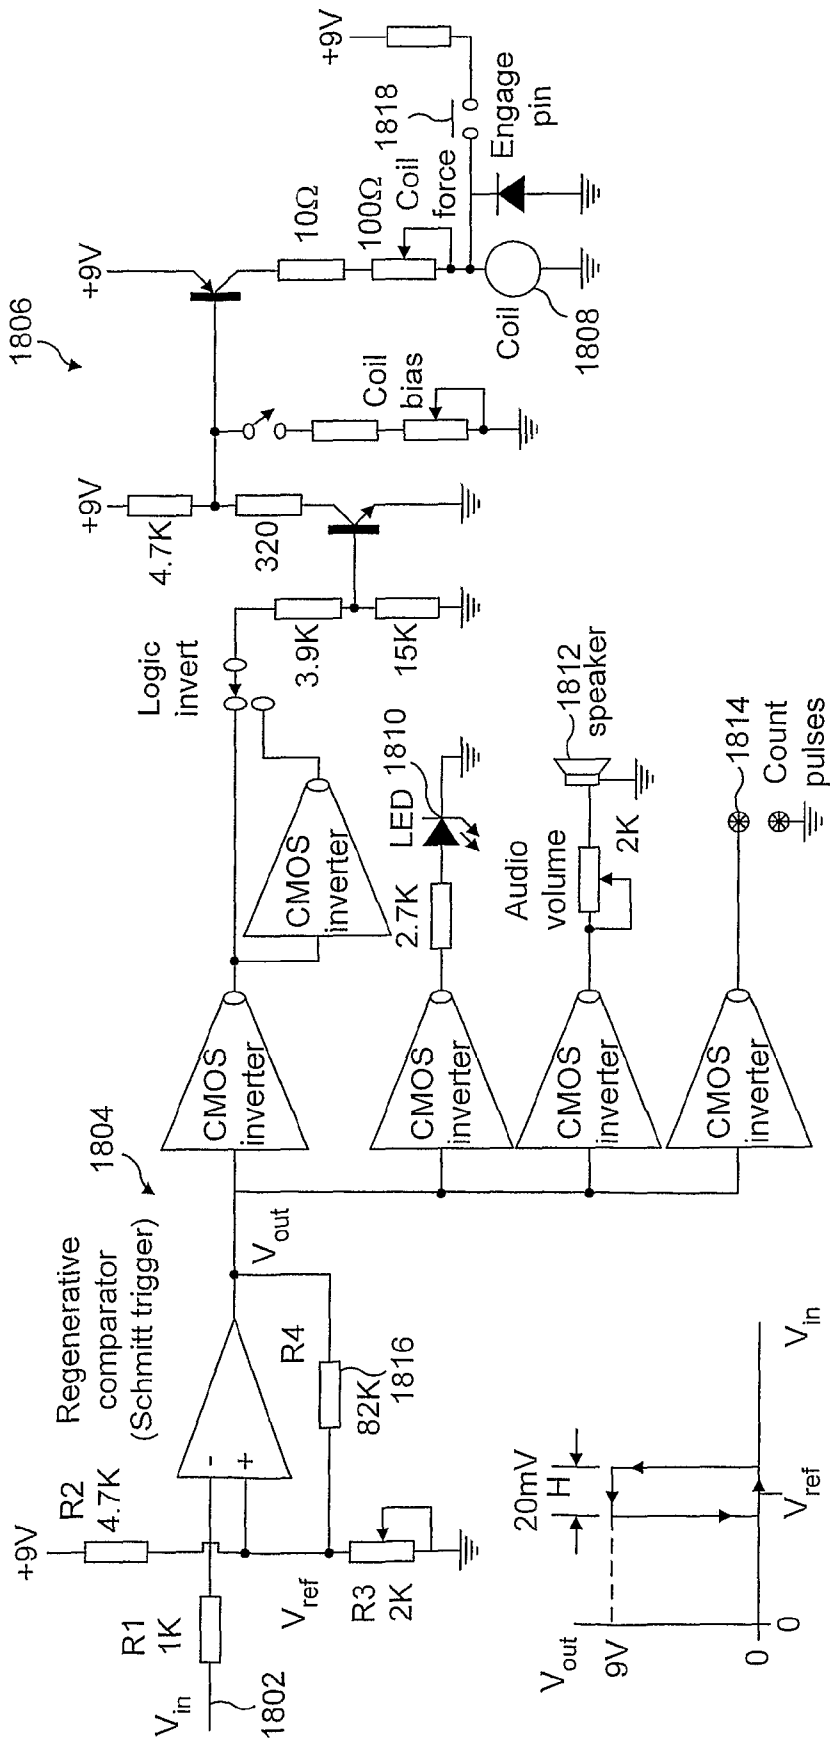 1806
+9V
+9V
4.7K
320
10Ω
100Ω
Coil
force
1818
+9V
Engage
pin
Coil
1808
Coil
bias
Logic
invert
3.9K
15K
Regenerative
comparator
(Schmitt trigger)
1804
+9V
R2
4.7K
R1
1K
Vin
1802
-
+
Vref
R3
2K
R4
82K
1816
Vout
CMOS
inverter
CMOS
inverter
CMOS
inverter
2.7K
LED
1810
CMOS
inverter
Audio
volume
2K
1812
speaker
CMOS
inverter
1814
Count
pulses
Vout
9V
0
0
20mV
H
Vref
Vin